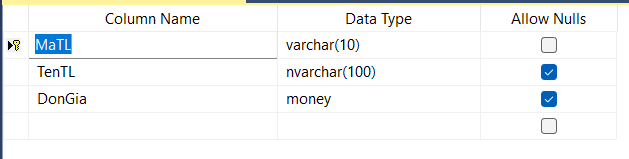 Column Name Data Type Allow Nulls
MaTL varchar(10)
TenTL nvarchar(100)
DonGia money